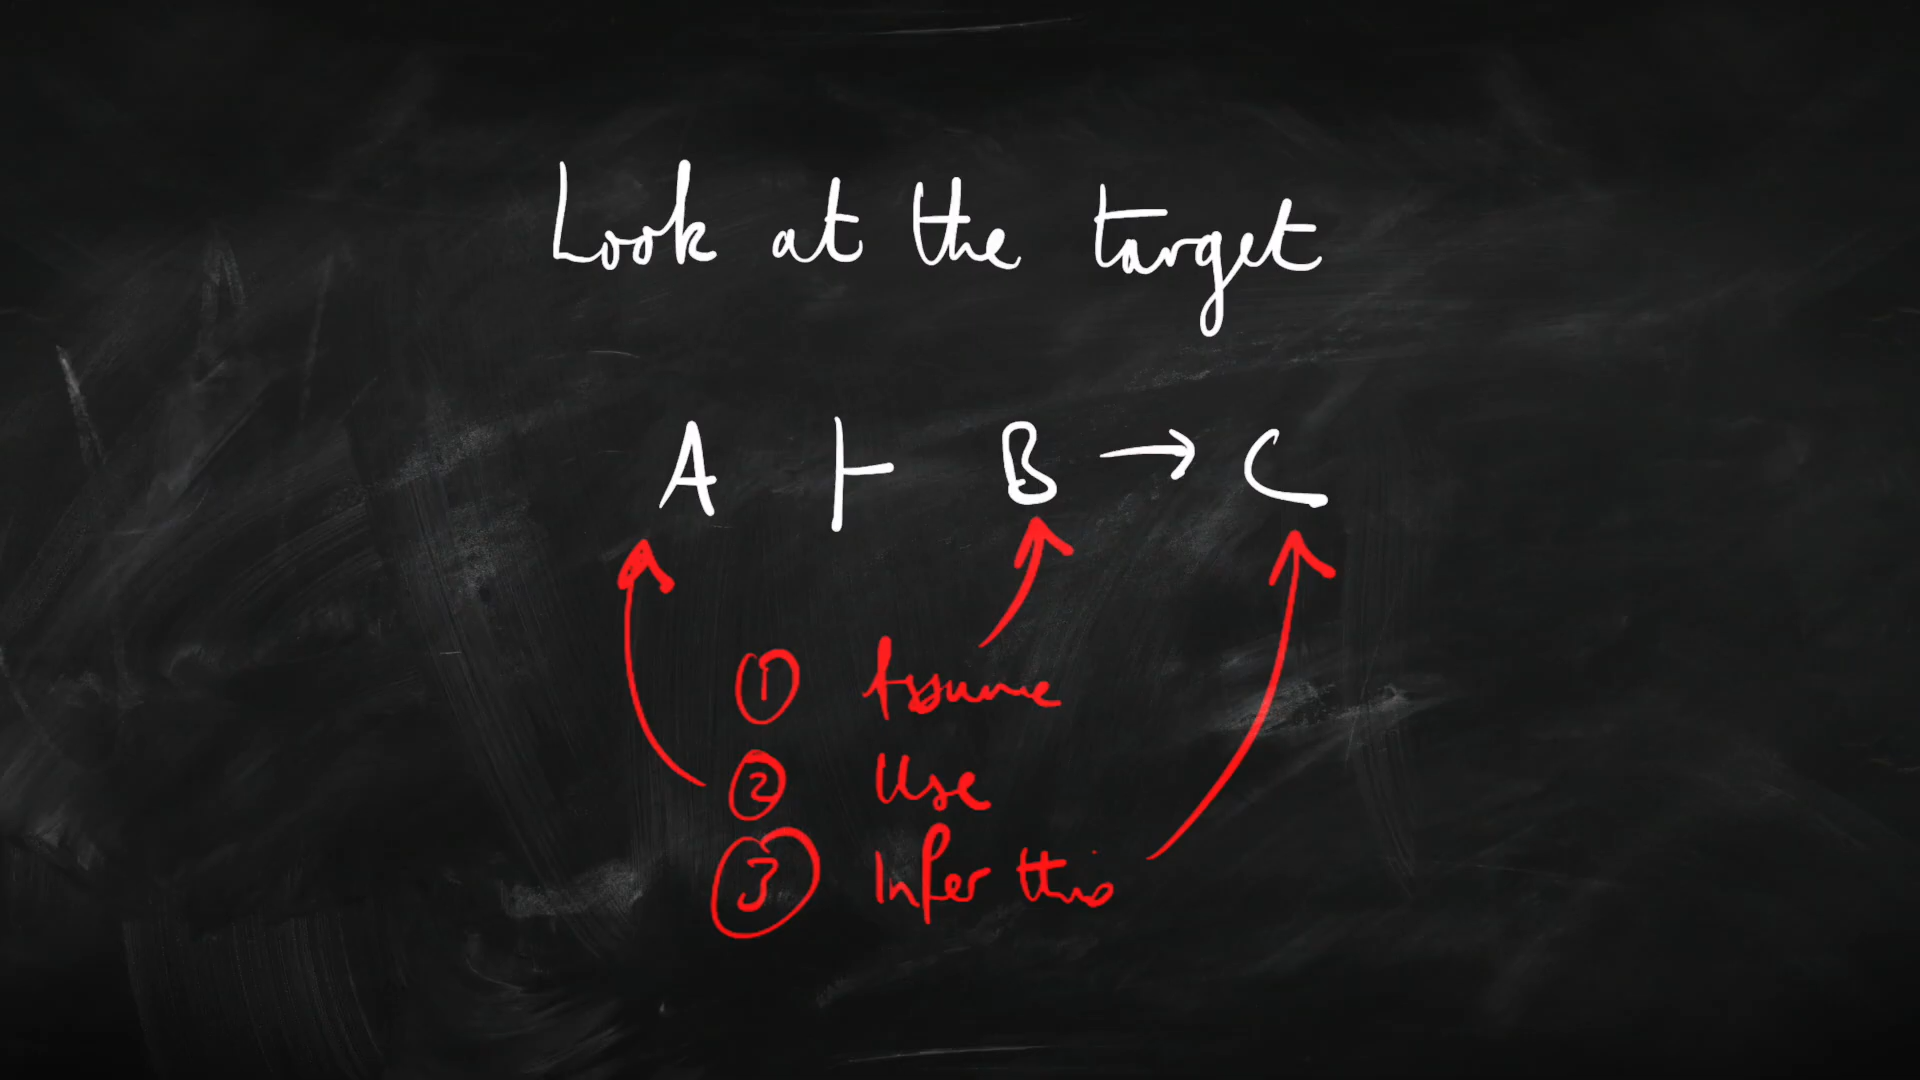 Look at the target
A ⊢ B → C
① Assume
② Use
③ Infer this